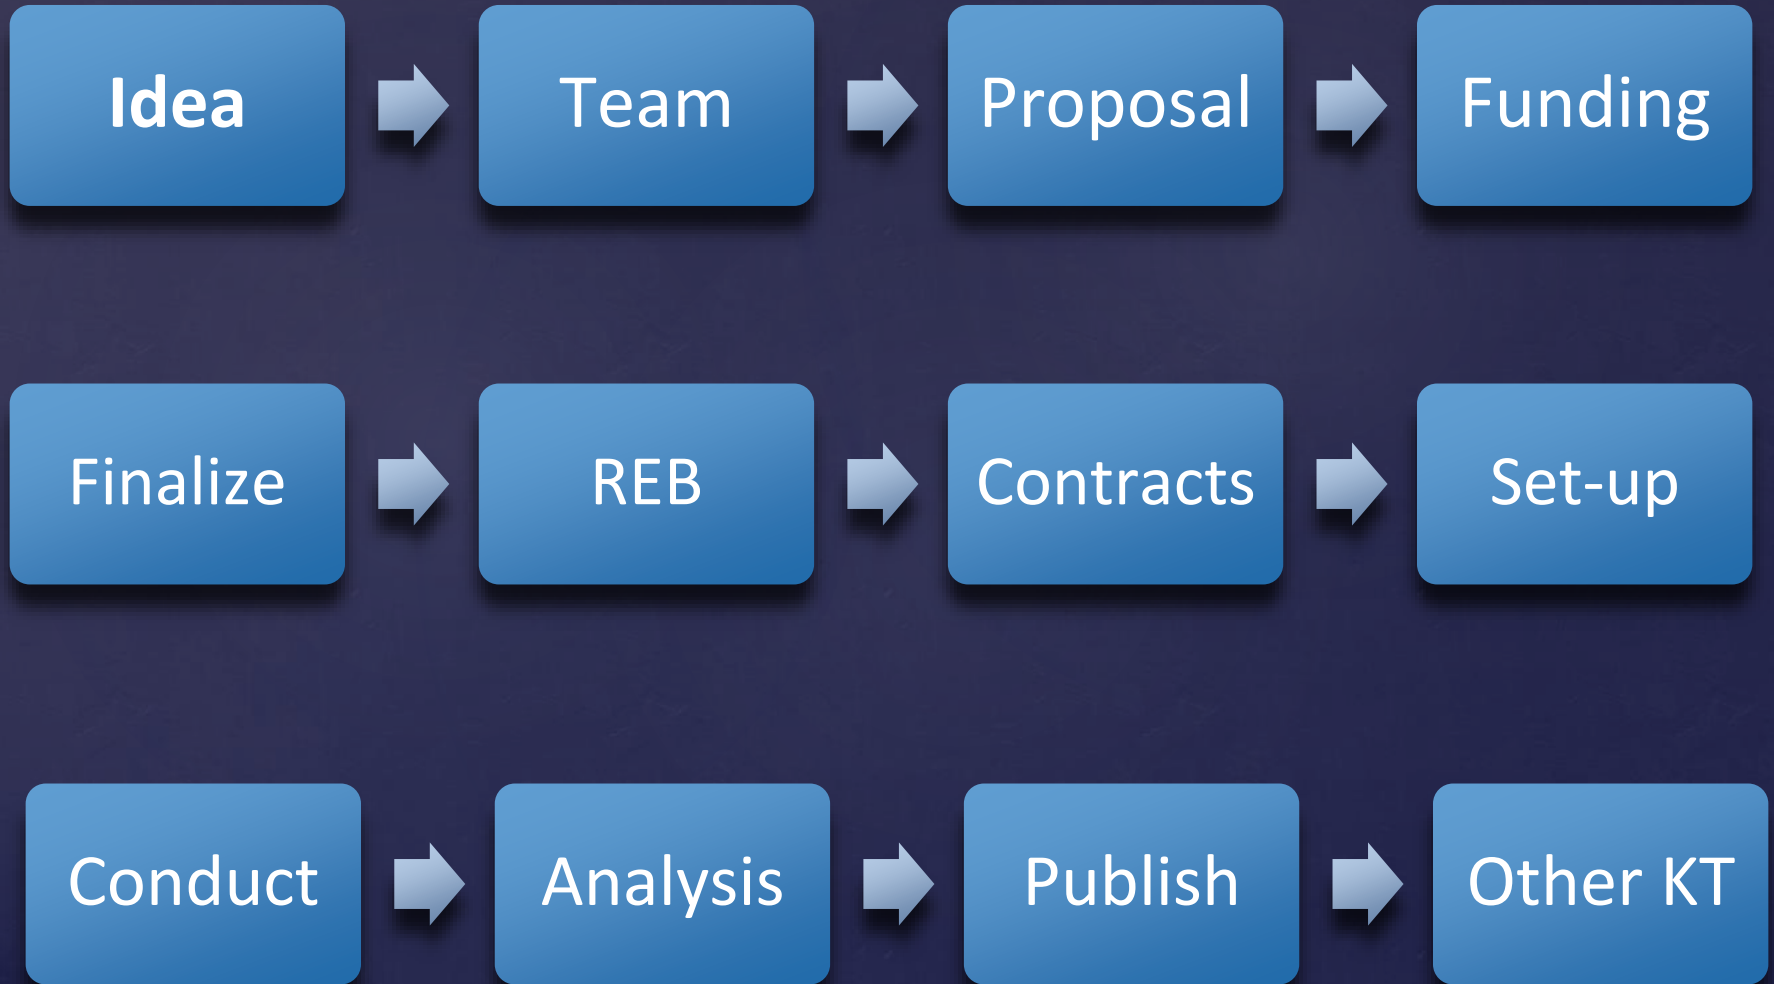 Idea
Team
Proposal
Funding
Finalize
REB
Contracts
Set-up
Conduct
Analysis
Publish
Other KT